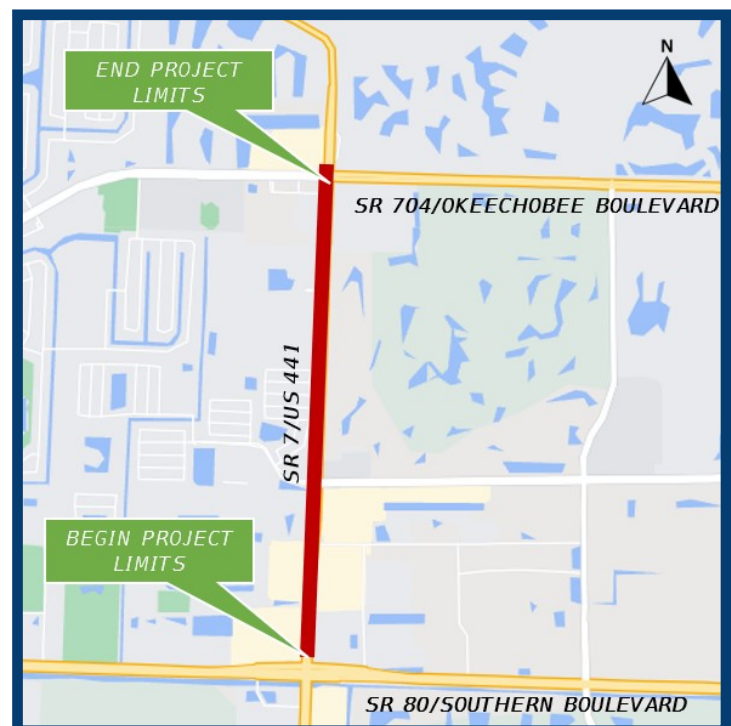 END PROJECT
LIMITS
N
SR 704/OKEECHOBEE BOULEVARD
SR 7/US 441
BEGIN PROJECT
LIMITS
SR 80/SOUTHERN BOULEVARD